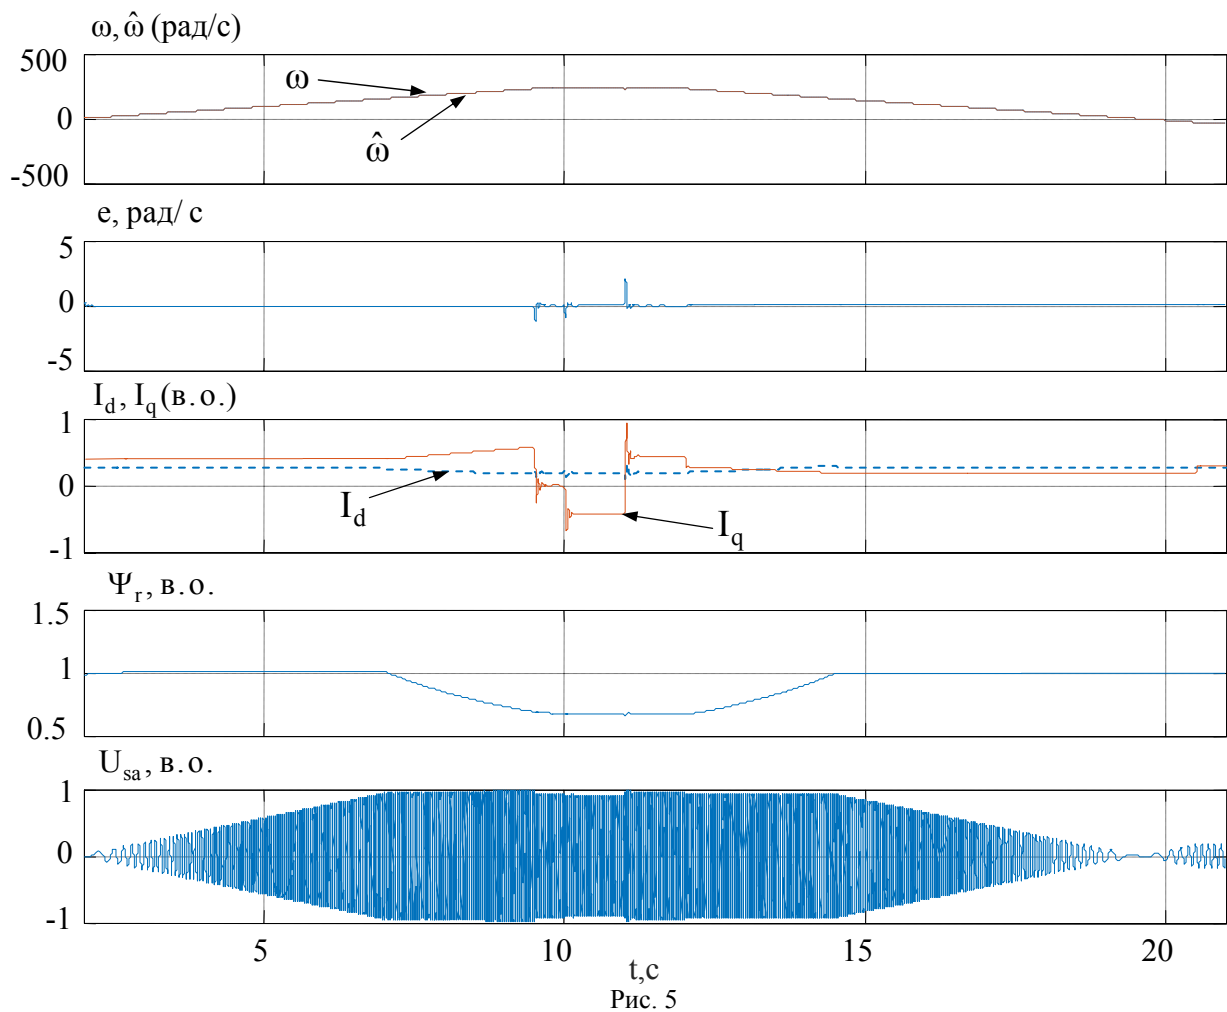 ω, ω̂ (рад/с)
500
0
-500
ω
ω̂
e, рад/ с
5
0
-5
I_d, I_q (в. о.)
1
0
-1
I_d
I_q
Ψ_r, в. о.
1.5
1
0.5
U_sa, в. о.
1
0
-1
5 10 15 20
t,c
Рис. 5